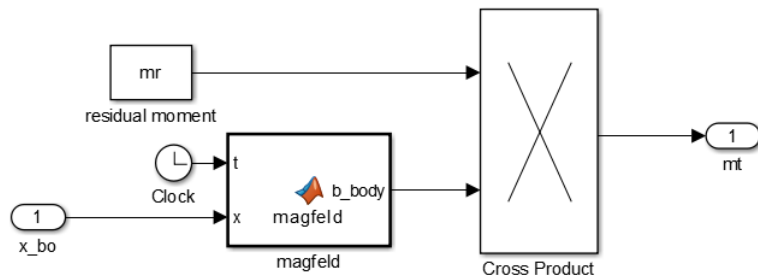 mr
residual moment
t
Clock
x
b_body
magfeld
magfeld
1
x_bo
Cross Product
1
mt